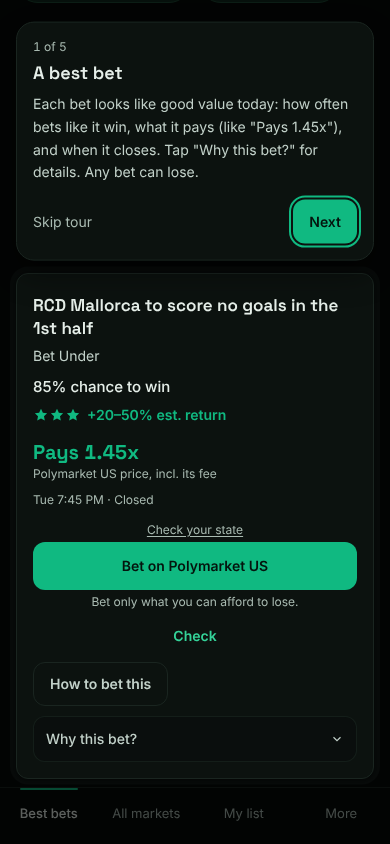 1 of 5
A best bet
Each bet looks like good value today: how often
bets like it win, what it pays (like "Pays 1.45x"),
and when it closes. Tap "Why this bet?" for
details. Any bet can lose.
Skip tour
Next
RCD Mallorca to score no goals in the
1st half
Bet Under
85% chance to win
+20–50% est. return
Pays 1.45x
Polymarket US price, incl. its fee
Tue 7:45 PM · Closed
Check your state
Bet on Polymarket US
Bet only what you can afford to lose.
Check
How to bet this
Why this bet?
Best bets
All markets
My list
More